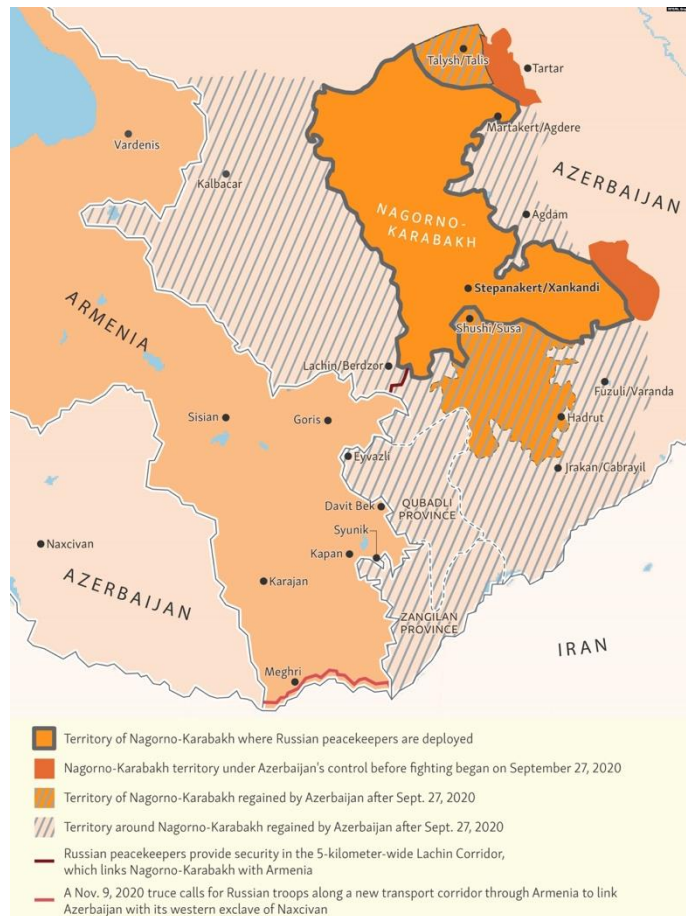 Talysh/Talis
Tartar
Martakert/Agdere
Vardenis
Kalbacar
AZERBAIJAN
Agdam
NAGORNO-
KARABAKH
Stepanakert/Xankandi
ARMENIA
Shushi/Susa
Lachin/Berdzor
Fuzuli/Varanda
Sisian
Goris
Hadrut
Eyvazli
Jrakan/Cabrayil
Davit Bek
QUBADLI
PROVINCE
Syunik
Naxcivan
Kapan
AZERBAIJAN
Karajan
ZANGILAN
PROVINCE
IRAN
Meghri
Territory of Nagorno-Karabakh where Russian peacekeepers are deployed
Nagorno-Karabakh territory under Azerbaijan's control before fighting began on September 27, 2020
Territory of Nagorno-Karabakh regained by Azerbaijan after Sept. 27, 2020
Territory around Nagorno-Karabakh regained by Azerbaijan after Sept. 27, 2020
Russian peacekeepers provide security in the 5-kilometer-wide Lachin Corridor,
which links Nagorno-Karabakh with Armenia
A Nov. 9, 2020 truce calls for Russian troops along a new transport corridor through Armenia to link
Azerbaijan with its western exclave of Naxcivan